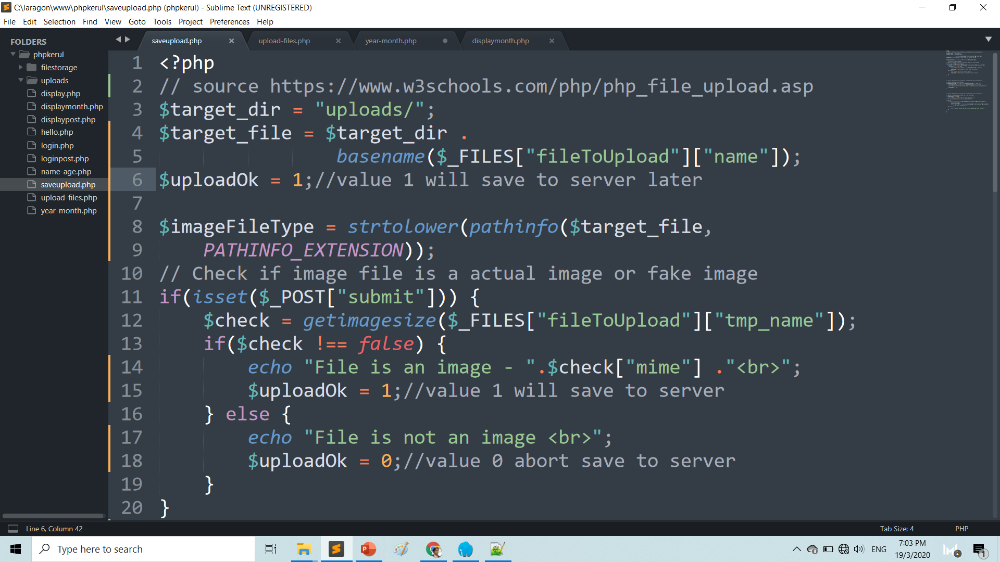 C:\laragon\www\phpkerul\saveupload.php (phpkerul) - Sublime Text (UNREGISTERED)
File Edit Selection Find View Goto Tools Project Preferences Help
FOLDERS
phpkerul
filestorage
uploads
display.php
displaymonth.php
displaypost.php
hello.php
login.php
loginpost.php
name-age.php
saveupload.php
upload-files.php
year-month.php
saveupload.php upload-files.php year-month.php displaymonth.php
1 <?php
2 // source https://www.w3schools.com/php/php_file_upload.asp
3 $target_dir = "uploads/";
4 $target_file = $target_dir .
5                 basename($_FILES["fileToUpload"]["name"]);
6 $uploadOk = 1;//value 1 will save to server later
7
8 $imageFileType = strtolower(pathinfo($target_file,
9     PATHINFO_EXTENSION));
10 // Check if image file is a actual image or fake image
11 if(isset($_POST["submit"])) {
12     $check = getimagesize($_FILES["fileToUpload"]["tmp_name"]);
13     if($check !== false) {
14         echo "File is an image - ".$check["mime"] ."<br>";
15         $uploadOk = 1;//value 1 will save to server
16     } else {
17         echo "File is not an image <br>";
18         $uploadOk = 0;//value 0 abort save to server
19     }
20 }
Line 6, Column 42 Tab Size: 4 PHP
Type here to search
ENG
7:03 PM
19/3/2020
2
1